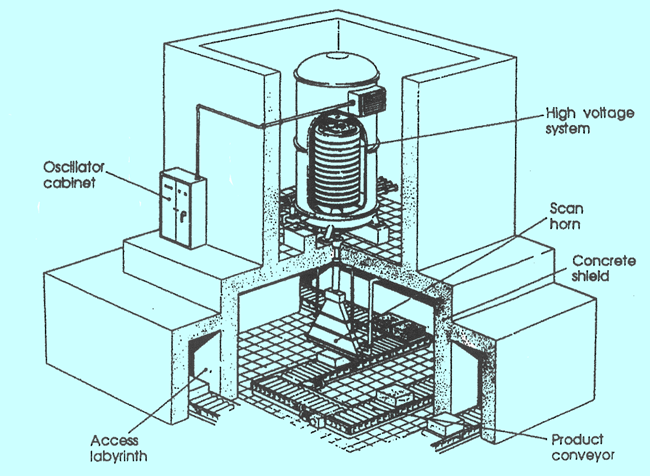 High voltage
system
Oscillator
cabinet
Scan
horn
Concrete
shield
Access
labyrinth
Product
conveyor